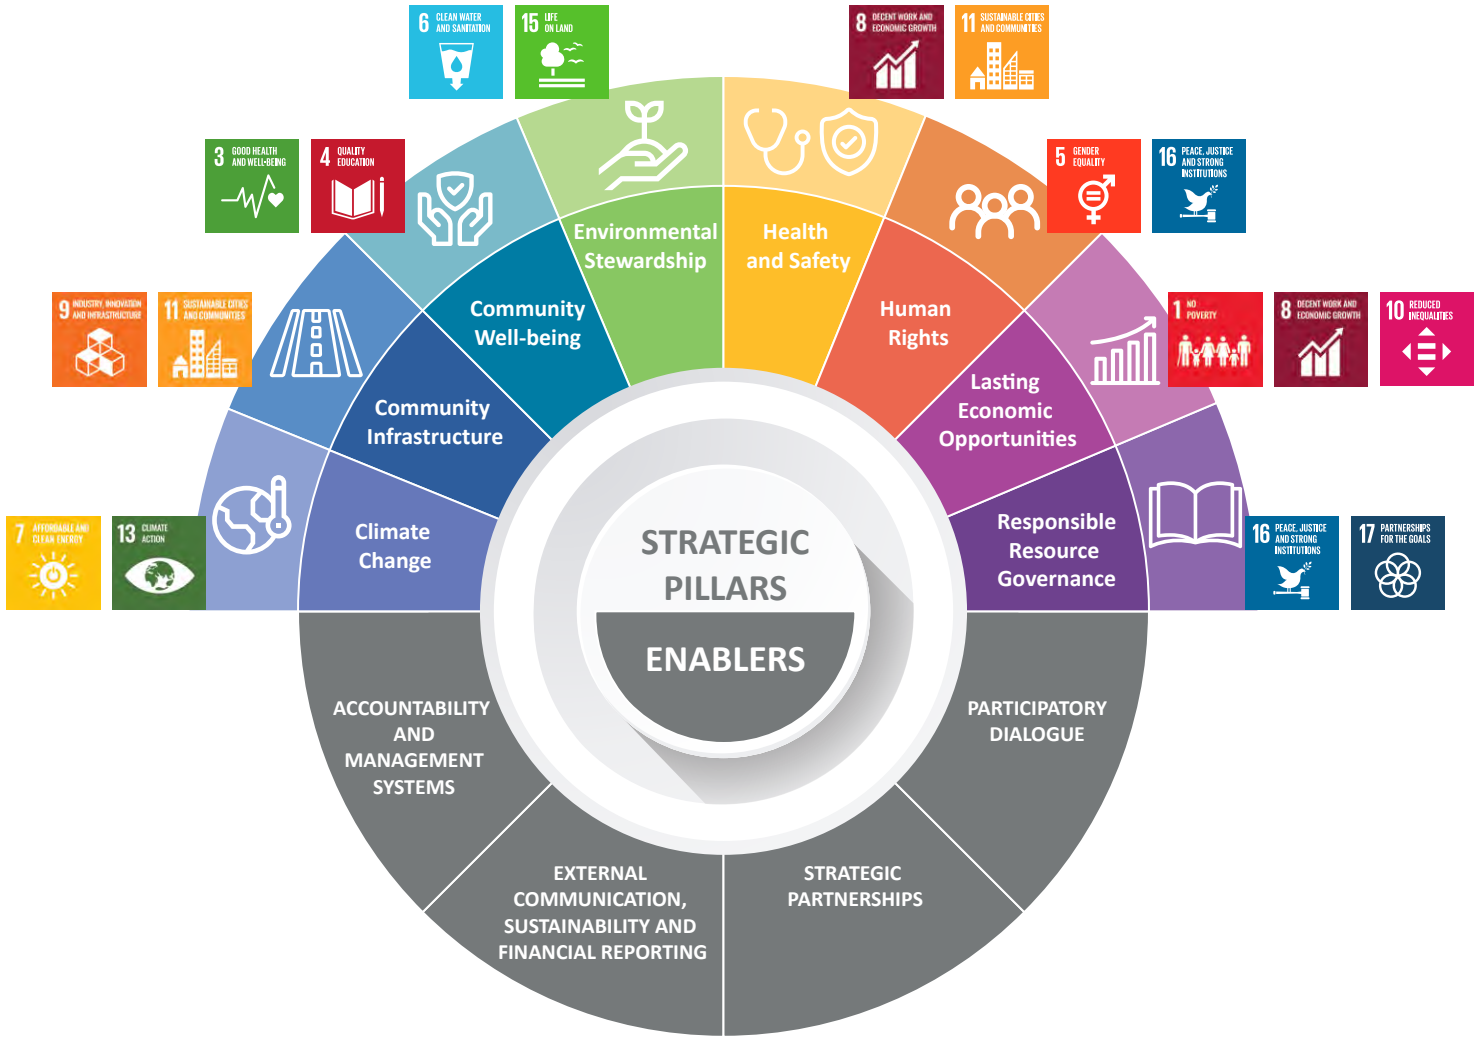 6 CLEAN WATER
AND SANITATION
15 LIFE
ON LAND
8 DECENT WORK AND
ECONOMIC GROWTH
11 SUSTAINABLE CITIES
AND COMMUNITIES
3 GOOD HEALTH
AND WELL-BEING
4 QUALITY
EDUCATION
5 GENDER
EQUALITY
16 PEACE, JUSTICE
AND STRONG
INSTITUTIONS
9 INDUSTRY, INNOVATION
AND INFRASTRUCTURE
11 SUSTAINABLE CITIES
AND COMMUNITIES
1 NO
POVERTY
8 DECENT WORK AND
ECONOMIC GROWTH
10 REDUCED
INEQUALITIES
7 AFFORDABLE AND
CLEAN ENERGY
13 CLIMATE
ACTION
16 PEACE, JUSTICE
AND STRONG
INSTITUTIONS
17 PARTNERSHIPS
FOR THE GOALS
Climate
Change
Community
Infrastructure
Community
Well-being
Environmental
Stewardship
Health
and Safety
Human
Rights
Lasting
Economic
Opportunities
Responsible
Resource
Governance
STRATEGIC
PILLARS
ENABLERS
ACCOUNTABILITY
AND
MANAGEMENT
SYSTEMS
EXTERNAL
COMMUNICATION,
SUSTAINABILITY AND
FINANCIAL REPORTING
STRATEGIC
PARTNERSHIPS
PARTICIPATORY
DIALOGUE